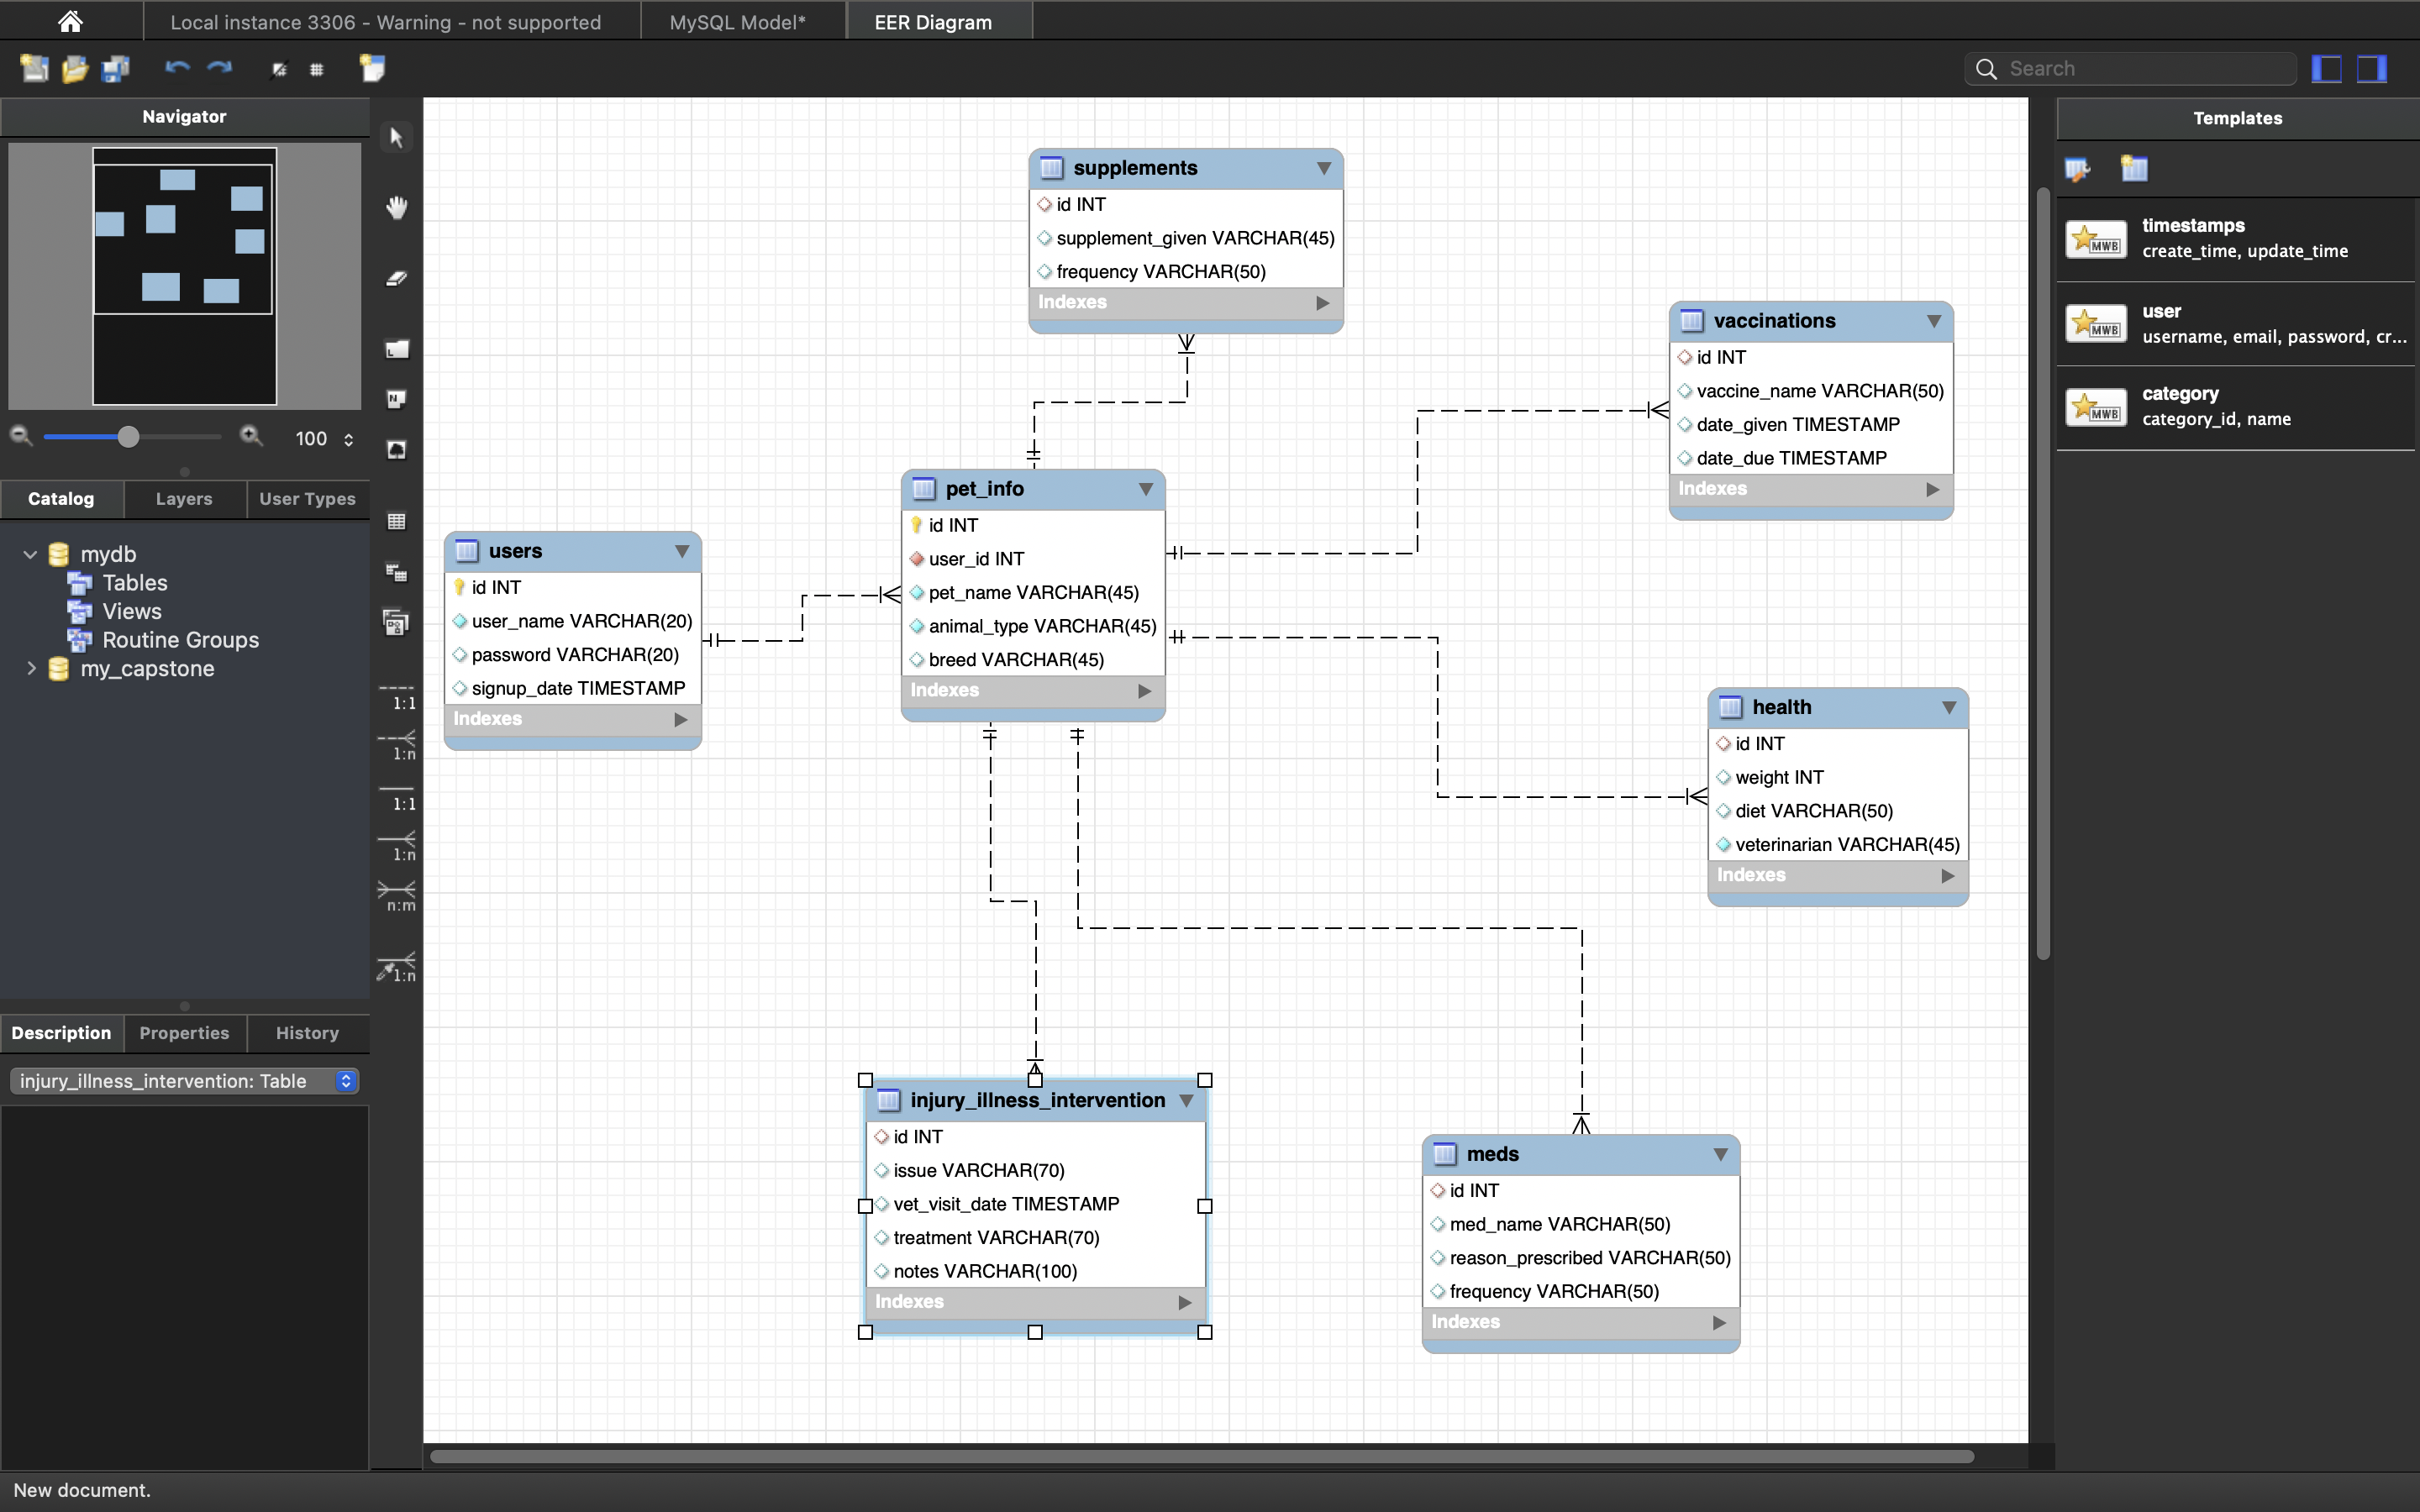 Local instance 3306 - Warning - not supported
MySQL Model*
EER Diagram
Search
Navigator
100
Catalog
Layers
User Types
mydb
Tables
Views
Routine Groups
my_capstone
Description
Properties
History
injury_illness_intervention: Table
L
N
1:1
1:n
1:1
1:n
n:m
1:n
supplements
id INT
supplement_given VARCHAR(45)
frequency VARCHAR(50)
Indexes
vaccinations
id INT
vaccine_name VARCHAR(50)
date_given TIMESTAMP
date_due TIMESTAMP
Indexes
pet_info
id INT
user_id INT
pet_name VARCHAR(45)
animal_type VARCHAR(45)
breed VARCHAR(45)
Indexes
users
id INT
user_name VARCHAR(20)
password VARCHAR(20)
signup_date TIMESTAMP
Indexes
health
id INT
weight INT
diet VARCHAR(50)
veterinarian VARCHAR(45)
Indexes
injury_illness_intervention
id INT
issue VARCHAR(70)
vet_visit_date TIMESTAMP
treatment VARCHAR(70)
notes VARCHAR(100)
Indexes
meds
id INT
med_name VARCHAR(50)
reason_prescribed VARCHAR(50)
frequency VARCHAR(50)
Indexes
Templates
MWB
timestamps
create_time, update_time
MWB
user
username, email, password, cr...
MWB
category
category_id, name
New document.